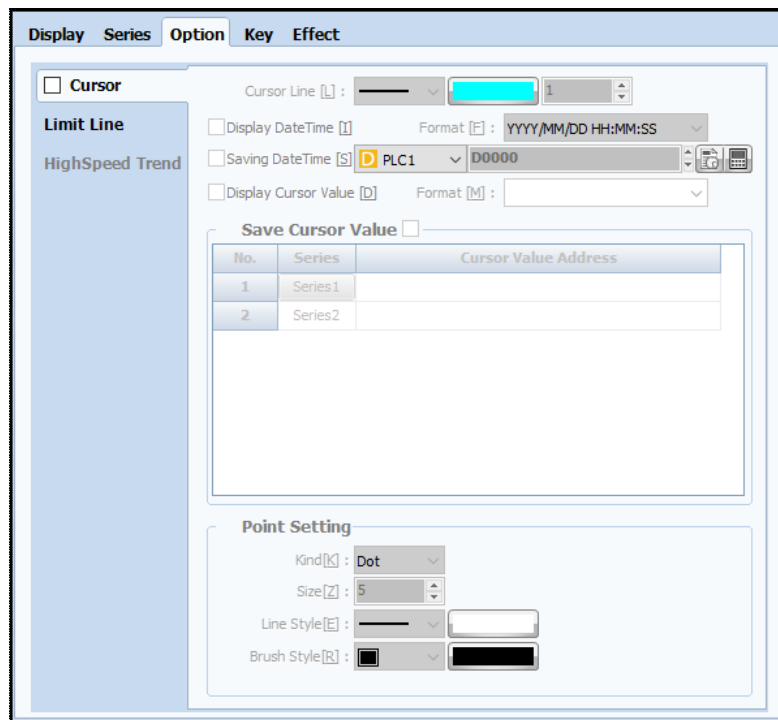 Display Series Option Key Effect
Cursor
Limit Line
HighSpeed Trend
Cursor Line [L] : 1
Display DateTime [I] Format [F] : YYYY/MM/DD HH:MM:SS
Saving DateTime [S] D PLC1 D0000
Display Cursor Value [D] Format [M] :
Save Cursor Value
No. Series Cursor Value Address
1 Series1
2 Series2
Point Setting
Kind[K] : Dot
Size[Z] : 5
Line Style[E] :
Brush Style[R] :